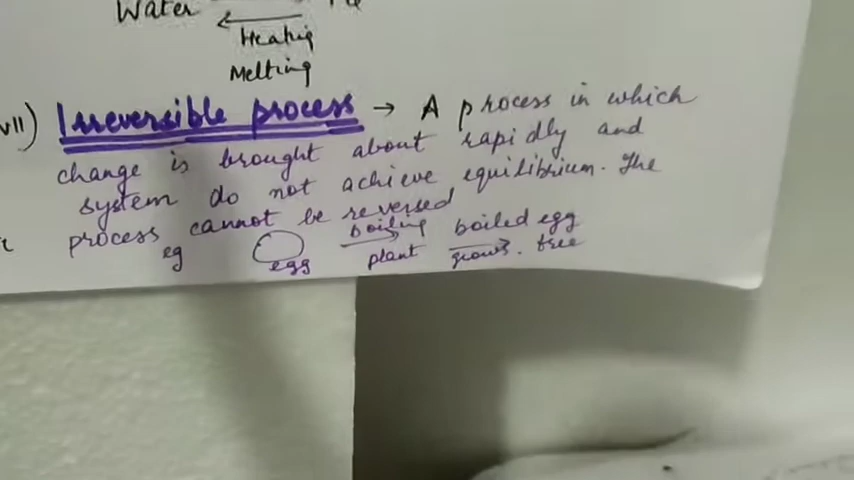 Water
Heating
Melting
vii) Irreversible process → A process in which
change is brought about rapidly and
system do not achieve equilibrium. The
process cannot be reversed
eg egg boiling → boiled egg
plant grows → tree